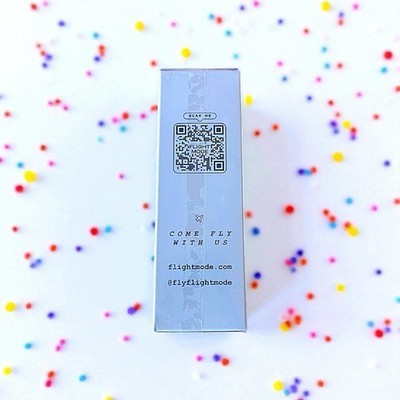 SCAN ME
FLIGHT
MODE
COME FLY
WITH US
flightmode.com
@flyflightmode